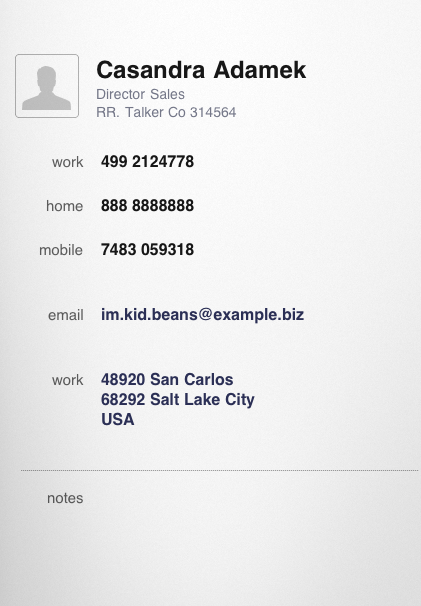 Casandra Adamek
Director Sales
RR. Talker Co 314564
work 499 2124778
home 888 8888888
mobile 7483 059318
email im.kid.beans@example.biz
work 48920 San Carlos
68292 Salt Lake City
USA
notes